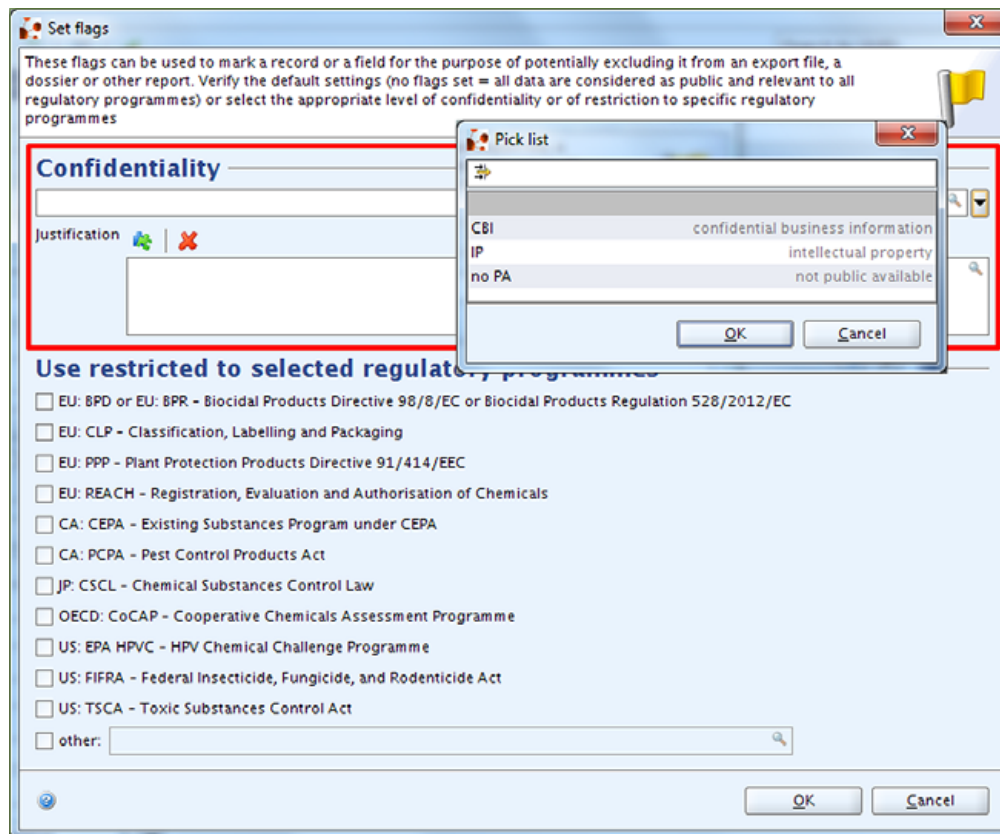 Set flags
These flags can be used to mark a record or a field for the purpose of potentially excluding it from an export file, a
dossier or other report. Verify the default settings (no flags set = all data are considered as public and relevant to all
regulatory programmes) or select the appropriate level of confidentiality or of restriction to specific regulatory
programmes
Pick list
Confidentiality
CBI confidential business information
IP intellectual property
no PA not public available
Justification
OK Cancel
Use restricted to selected regulatory programmes
EU: BPD or EU: BPR - Biocidal Products Directive 98/8/EC or Biocidal Products Regulation 528/2012/EC
EU: CLP - Classification, Labelling and Packaging
EU: PPP - Plant Protection Products Directive 91/414/EEC
EU: REACH - Registration, Evaluation and Authorisation of Chemicals
CA: CEPA - Existing Substances Program under CEPA
CA: PCPA - Pest Control Products Act
JP: CSCL - Chemical Substances Control Law
OECD: CoCAP - Cooperative Chemicals Assessment Programme
US: EPA HPVC - HPV Chemical Challenge Programme
US: FIFRA - Federal Insecticide, Fungicide, and Rodenticide Act
US: TSCA - Toxic Substances Control Act
other:
OK Cancel